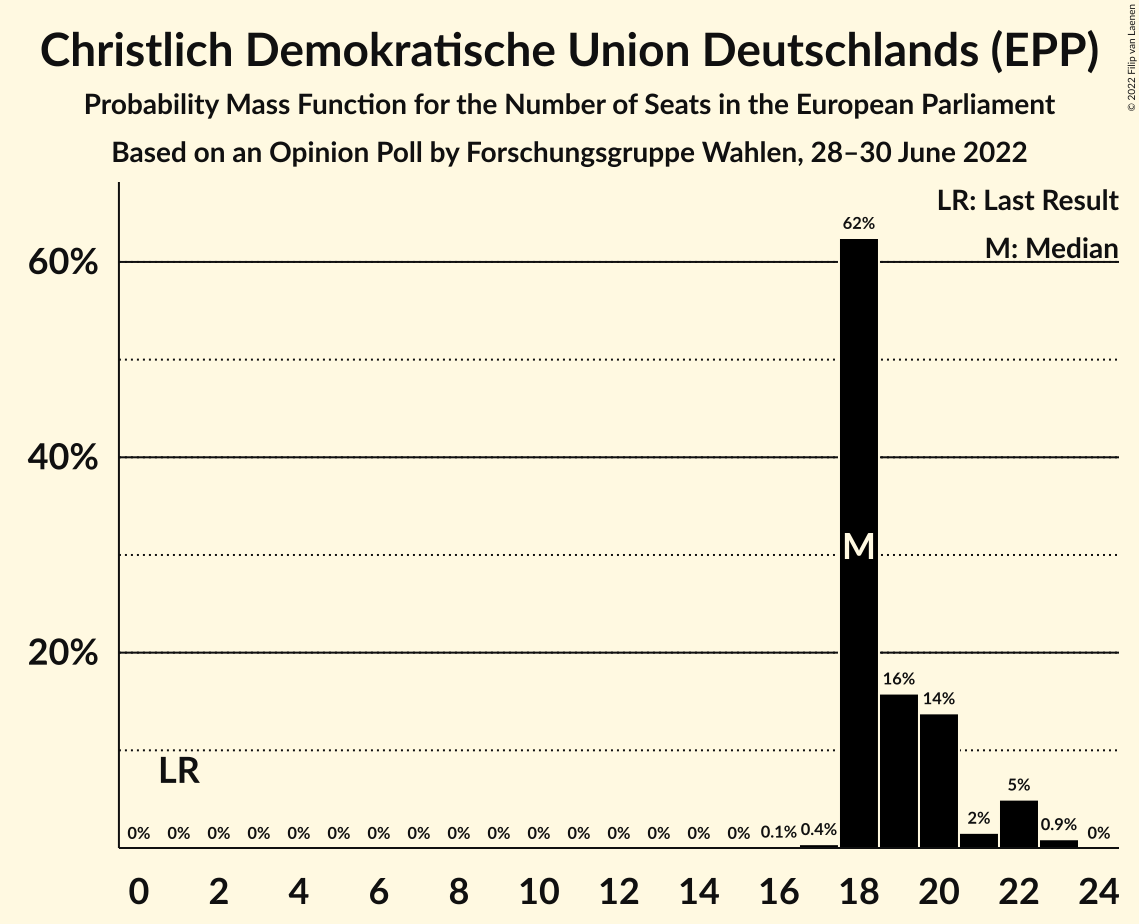 Christlich Demokratische Union Deutschlands (EPP)
Probability Mass Function for the Number of Seats in the European Parliament
Based on an Opinion Poll by Forschungsgruppe Wahlen, 28–30 June 2022
© 2022 Filip van Laenen
LR: Last Result
M: Median
60%
40%
20%
62%
M
16%
14%
LR
5%
2%
0% 0% 0% 0% 0% 0% 0% 0% 0% 0% 0% 0% 0% 0% 0% 0% 0.1% 0.4% 0.9% 0%
0 2 4 6 8 10 12 14 16 18 20 22 24